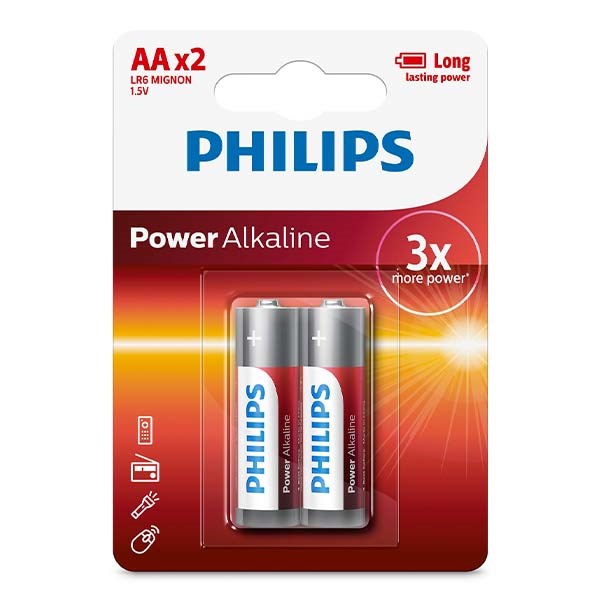 AA x2
LR6 MIGNON
1.5V
Long
lasting power
PHILIPS
Power Alkaline
3x
more power*
+
+
PHILIPS
Power Alkaline
PHILIPS
Power Alkaline